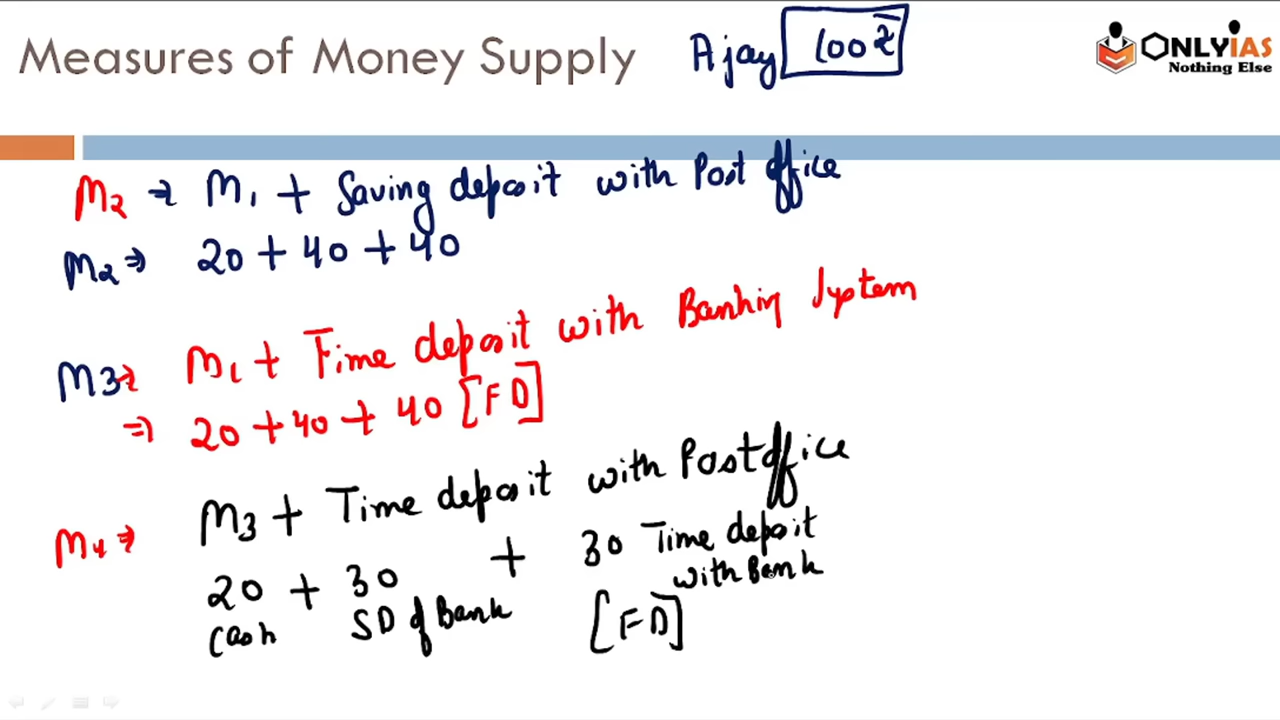 Measures of Money Supply
Ajay 100 ₹
ONLYIAS
Nothing Else
M2 ⇒ M1 + Saving deposit with Post office
M2 ⇒ 20 + 40 + 40
M3 ⇒ M1 + Time deposit with Banking System
⇒ 20 + 40 + 40 [FD]
M4 ⇒ M3 + Time deposit with Post office
20 + 30 + 30 Time deposit
with Bank
Cash SD of Bank [FD]